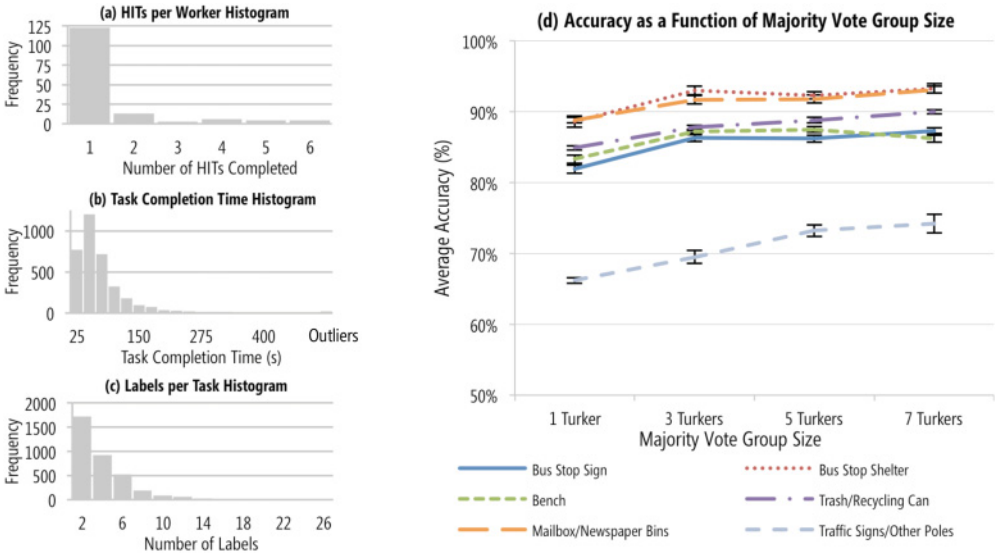 (a) HITs per Worker Histogram
Frequency
125
100
75
50
25
0
1 2 3 4 5 6
Number of HITs Completed
(b) Task Completion Time Histogram
Frequency
1000
500
0
25 150 275 400 Outliers
Task Completion Time (s)
(c) Labels per Task Histogram
Frequency
2000
1500
1000
500
0
2 6 10 14 18 22 26
Number of Labels
(d) Accuracy as a Function of Majority Vote Group Size
Average Accuracy (%)
100%
90%
80%
70%
60%
50%
1 Turker 3 Turkers 5 Turkers 7 Turkers
Majority Vote Group Size
Bus Stop Sign Bus Stop Shelter
Bench Trash/Recycling Can
Mailbox/Newspaper Bins Traffic Signs/Other Poles